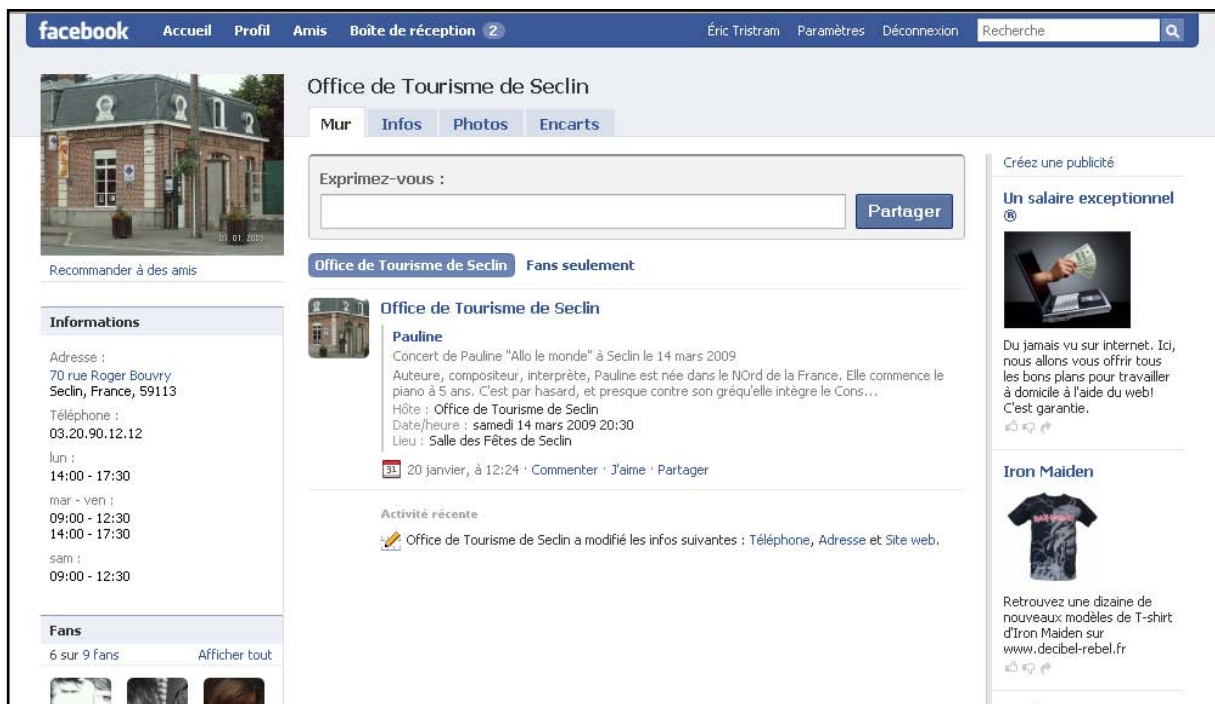 facebook Accueil Profil Amis Boîte de réception 2 Éric Tristram Paramètres Déconnexion Recherche
Office de Tourisme de Seclin
Mur Infos Photos Encarts
01 01 2005
Recommander à des amis
Informations
Adresse :
70 rue Roger Bouvry
Seclin, France, 59113
Téléphone :
03.20.90.12.12
lun :
14:00 - 17:30
mar - ven :
09:00 - 12:30
14:00 - 17:30
sam :
09:00 - 12:30
Fans
6 sur 9 fans Afficher tout
Exprimez-vous :
Partager
Office de Tourisme de Seclin Fans seulement
Office de Tourisme de Seclin
Pauline
Concert de Pauline "Allo le monde" à Seclin le 14 mars 2009
Auteure, compositeur, interprète, Pauline est née dans le NOrd de la France. Elle commence le
piano à 5 ans. C'est par hasard, et presque contre son gréqu'elle intègre le Cons...
Hôte : Office de Tourisme de Seclin
Date/heure : samedi 14 mars 2009 20:30
Lieu : Salle des Fêtes de Seclin
31 20 janvier, à 12:24 · Commenter · J'aime · Partager
Activité récente
Office de Tourisme de Seclin a modifié les infos suivantes : Téléphone, Adresse et Site web.
Créez une publicité
Un salaire exceptionnel
®
Du jamais vu sur internet. Ici,
nous allons vous offrir tous
les bons plans pour travailler
à domicile à l'aide du web!
C'est garantie.
Iron Maiden
IRON MAIDEN
Retrouvez une dizaine de
nouveaux modèles de T-shirt
d'Iron Maiden sur
www.decibel-rebel.fr